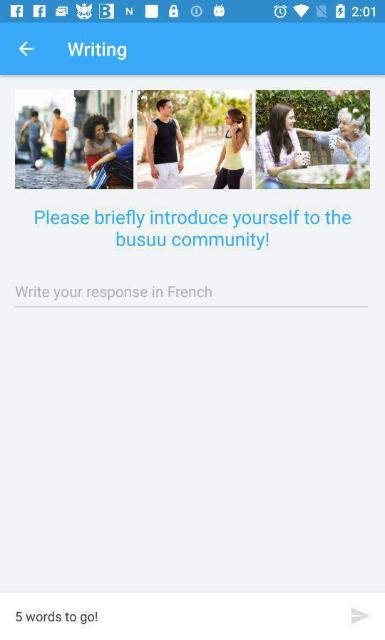 2:01
Writing
Please briefly introduce yourself to the
busuu community!
Write your response in French
5 words to go!